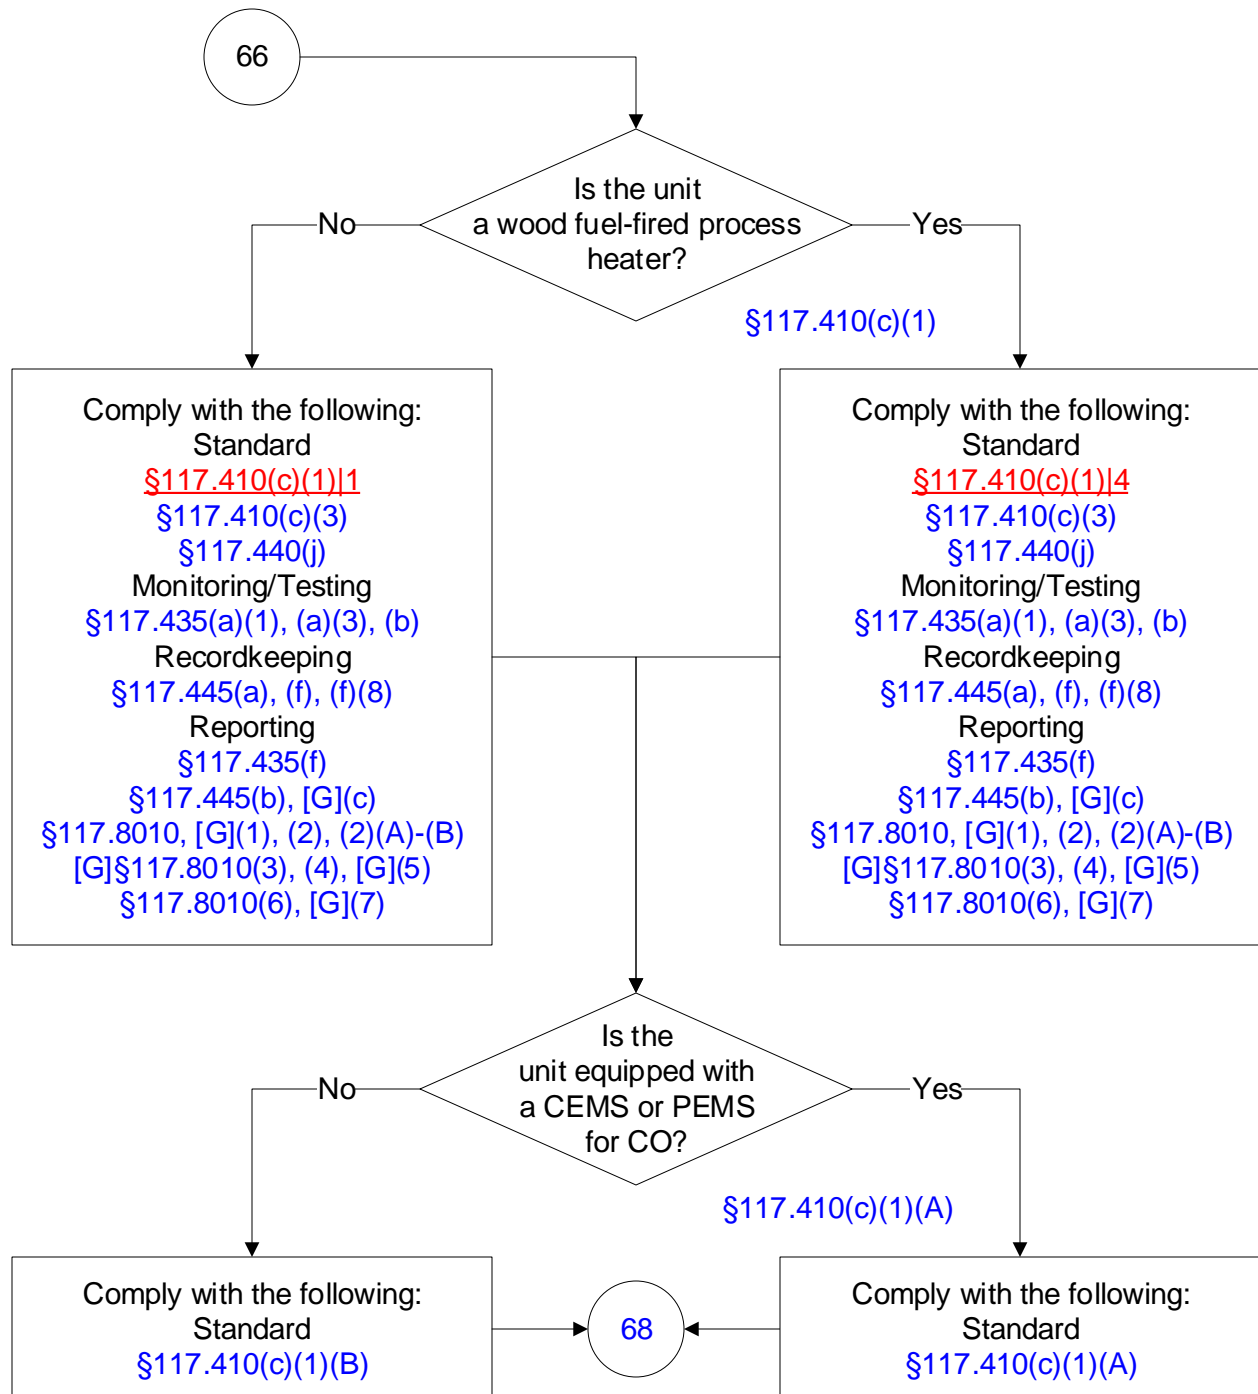 66
Is the unit
a wood fuel-fired process
heater?
No
Yes
§117.410(c)(1)
Comply with the following:
Standard
§117.410(c)(1)|1
§117.410(c)(3)
§117.440(j)
Monitoring/Testing
§117.435(a)(1), (a)(3), (b)
Recordkeeping
§117.445(a), (f), (f)(8)
Reporting
§117.435(f)
§117.445(b), [G](c)
§117.8010, [G](1), (2), (2)(A)-(B)
[G]§117.8010(3), (4), [G](5)
§117.8010(6), [G](7)
Comply with the following:
Standard
§117.410(c)(1)|4
§117.410(c)(3)
§117.440(j)
Monitoring/Testing
§117.435(a)(1), (a)(3), (b)
Recordkeeping
§117.445(a), (f), (f)(8)
Reporting
§117.435(f)
§117.445(b), [G](c)
§117.8010, [G](1), (2), (2)(A)-(B)
[G]§117.8010(3), (4), [G](5)
§117.8010(6), [G](7)
Is the
unit equipped with
a CEMS or PEMS
for CO?
No
Yes
§117.410(c)(1)(A)
Comply with the following:
Standard
§117.410(c)(1)(B)
68
Comply with the following:
Standard
§117.410(c)(1)(A)